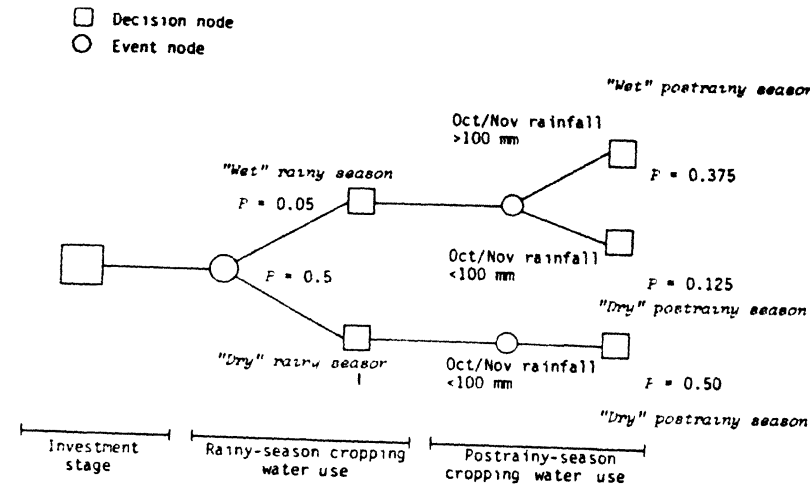 Decision node
Event node
"Wet" postrainy season
Oct/Nov rainfall
>100 mm
"Wet" rainy season
P = 0.375
P = 0.05
Oct/Nov rainfall
<100 mm
P = 0.5
P = 0.125
"Dry" postrainy season
"Dry" rainy season
Oct/Nov rainfall
<100 mm
P = 0.50
"Dry" postrainy season
Investment
stage
Rainy-season cropping
water use
Postrainy-season
cropping water use